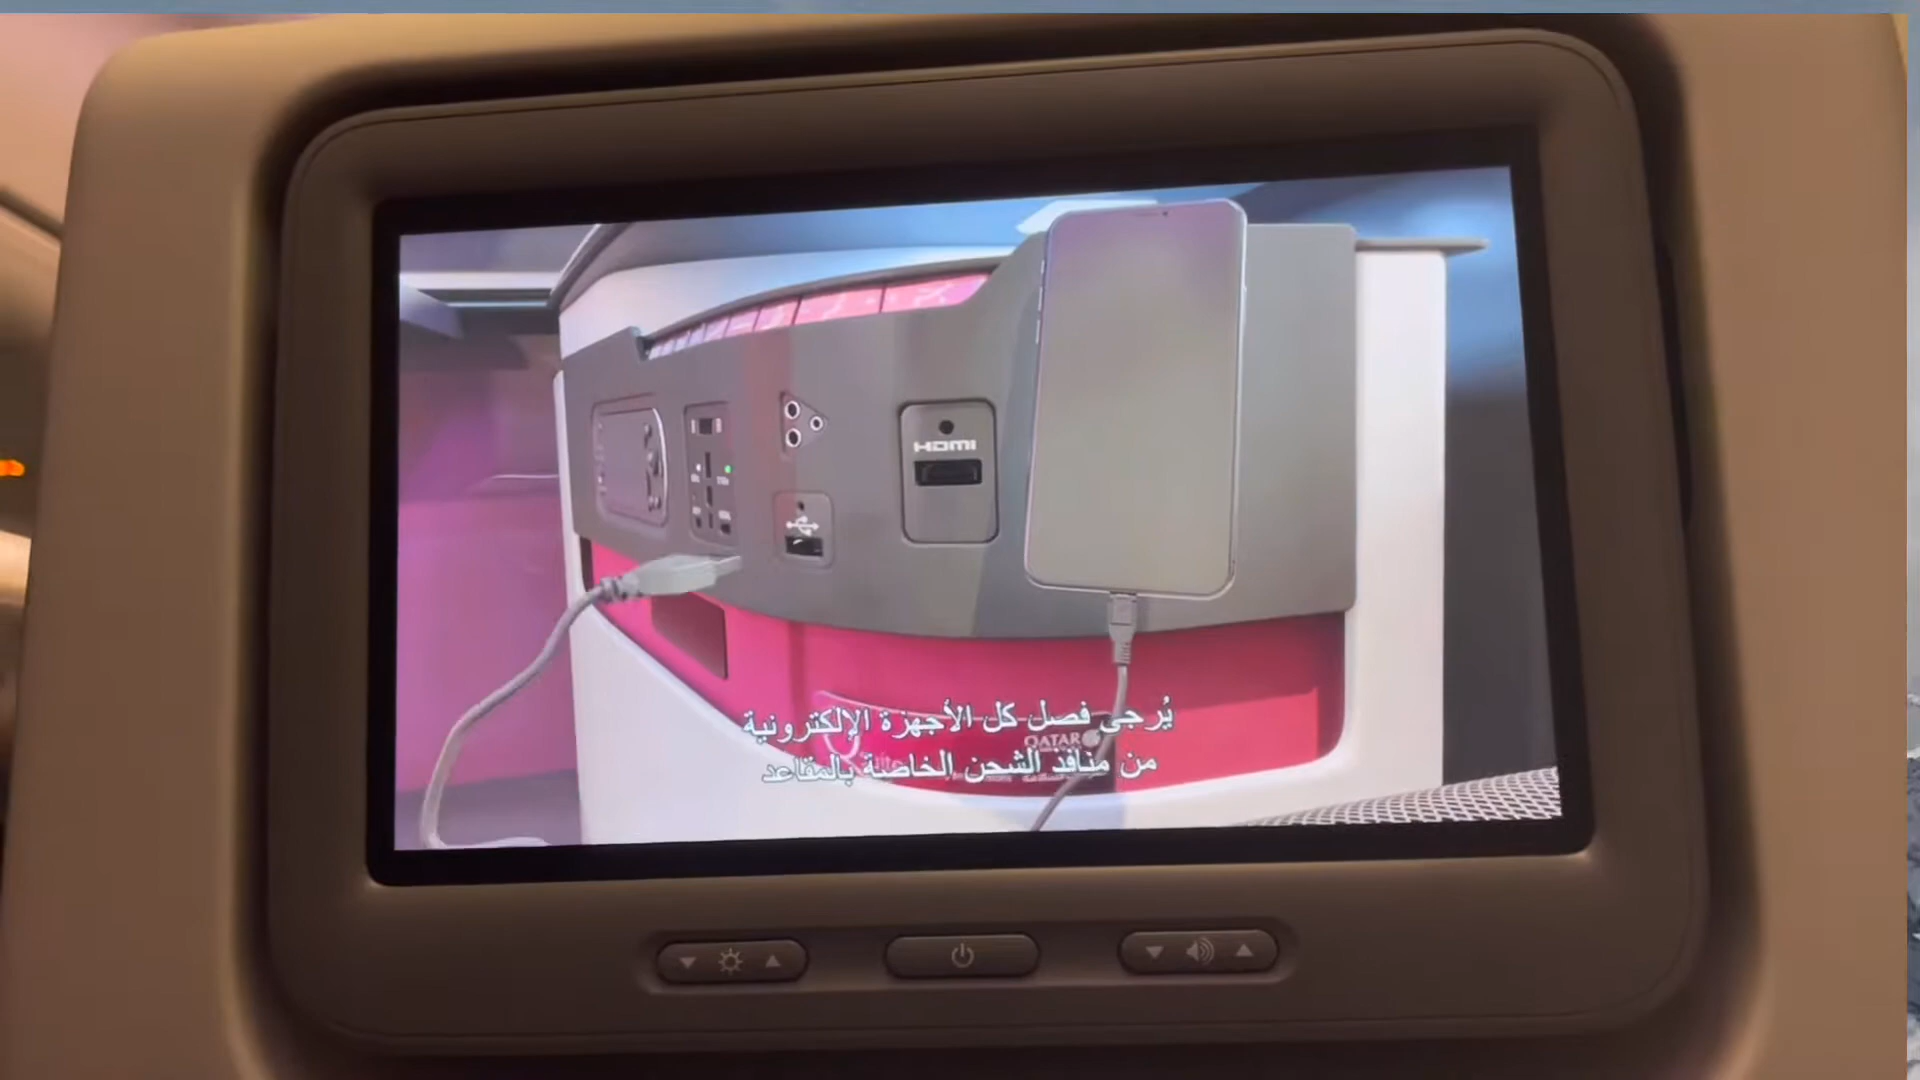 HDMI
يُرجى فصل كل الأجهزة الإلكترونية
QATAR
من منافذ الشحن الخاصة بالمقاعد